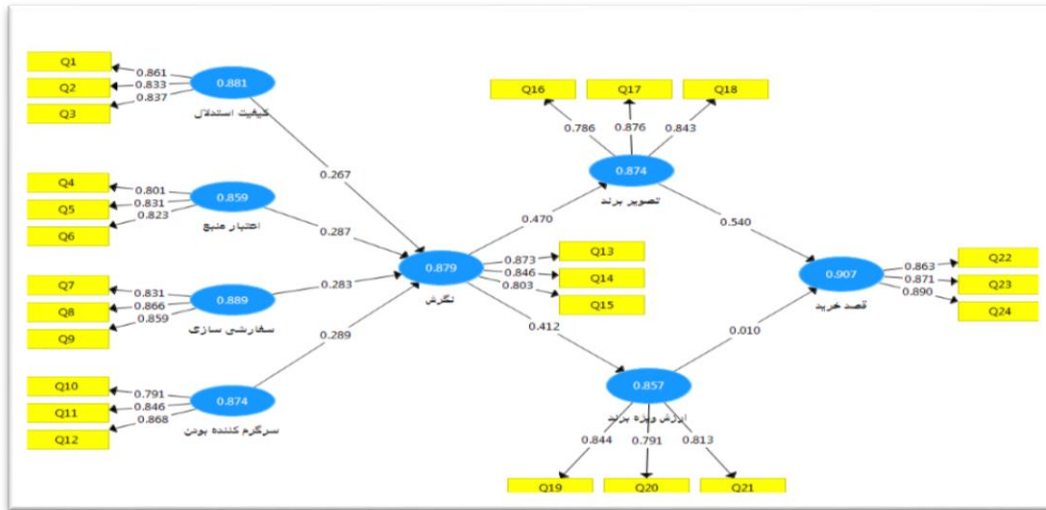 Q1
Q2
Q3
0.861
0.833
0.837
0.881
کیفیت استدلال
0.267
Q4
Q5
Q6
0.801
0.831
0.823
0.859
اعتبار منبع
0.287
Q7
Q8
Q9
0.831
0.866
0.859
0.889
سفارشی سازی
0.283
Q10
Q11
Q12
0.791
0.846
0.868
0.874
سرگرم کننده بودن
0.289
0.879
نگرش
0.873
0.846
0.803
Q13
Q14
Q15
0.470
0.412
Q16
Q17
Q18
0.786
0.876
0.843
0.874
تصویر برند
0.540
0.857
ارزش ویژه برند
0.010
0.844
0.791
0.813
Q19
Q20
Q21
0.907
قصد خرید
0.863
0.871
0.890
Q22
Q23
Q24